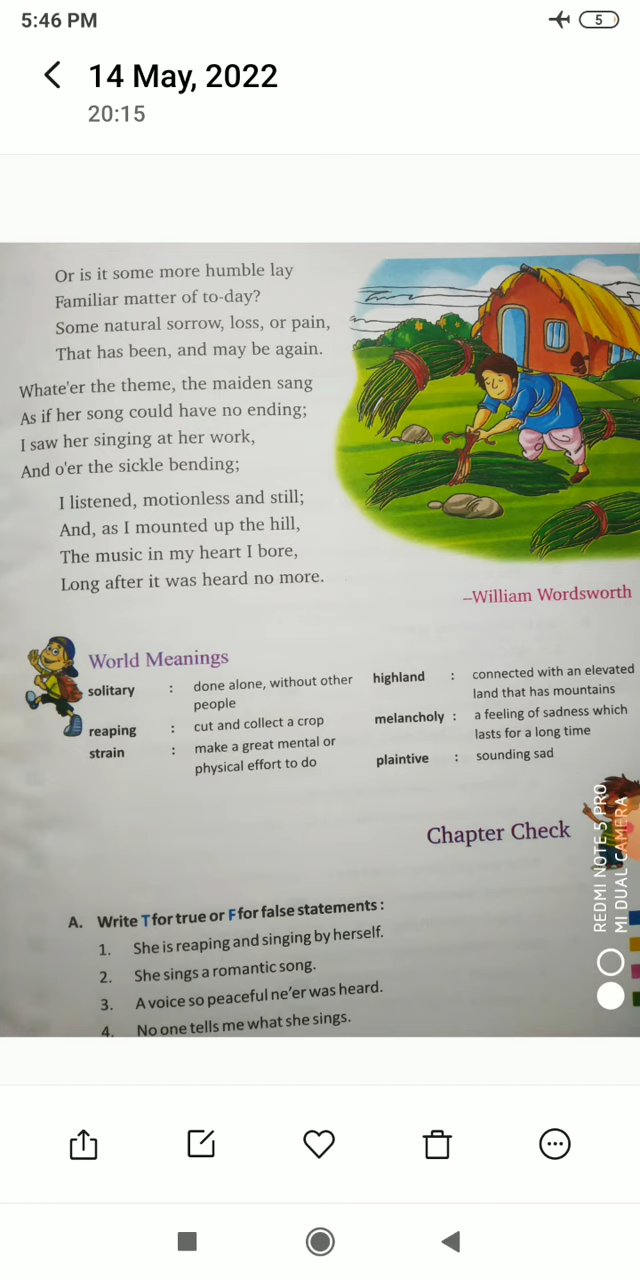 5:46 PM
5
14 May, 2022
20:15
Or is it some more humble lay
Familiar matter of to-day?
Some natural sorrow, loss, or pain,
That has been, and may be again.
Whate'er the theme, the maiden sang
As if her song could have no ending;
I saw her singing at her work,
And o'er the sickle bending;
I listened, motionless and still;
And, as I mounted up the hill,
The music in my heart I bore,
Long after it was heard no more.
–William Wordsworth
World Meanings
solitary : done alone, without other people
reaping : cut and collect a crop
strain : make a great mental or physical effort to do
highland : connected with an elevated land that has mountains
melancholy : a feeling of sadness which lasts for a long time
plaintive : sounding sad
Chapter Check
A. Write T for true or F for false statements :
1. She is reaping and singing by herself.
2. She sings a romantic song.
3. A voice so peaceful ne'er was heard.
4. No one tells me what she sings.
REDMI NOTE 5 PRO
MI DUAL CAMERA